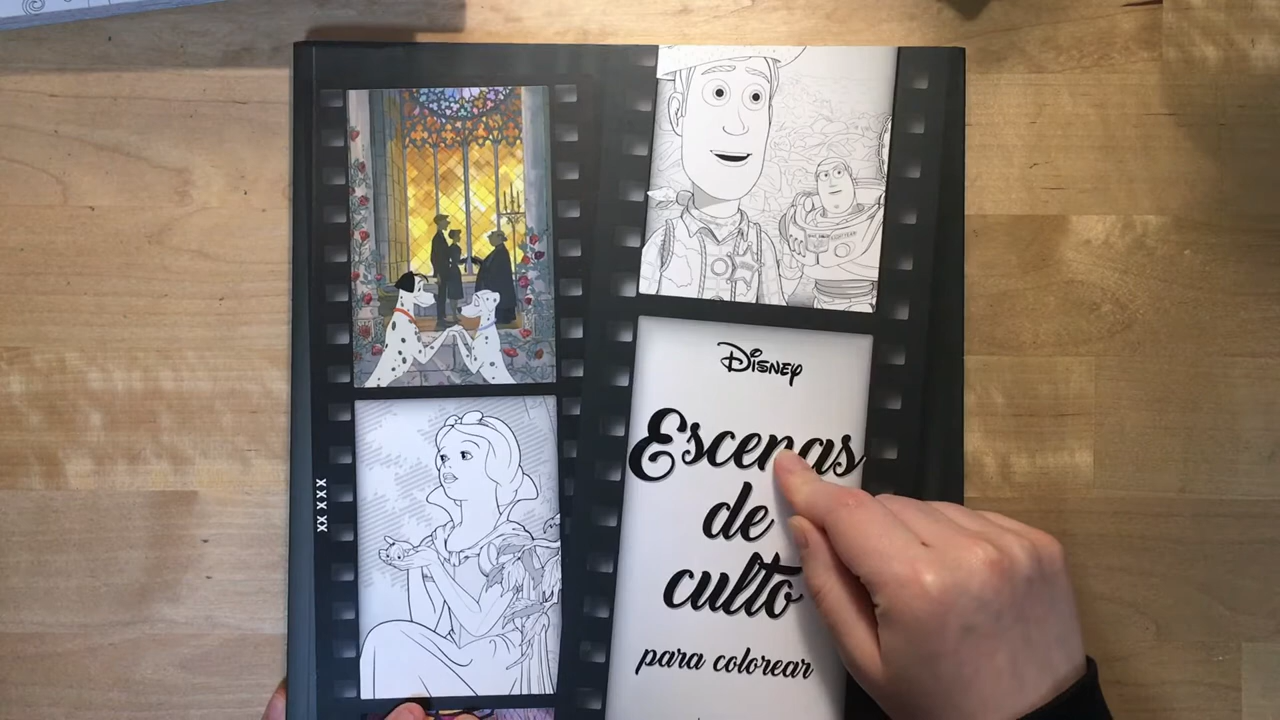 DISNEY
Escenas
de
culto
para colorear
XX XXX